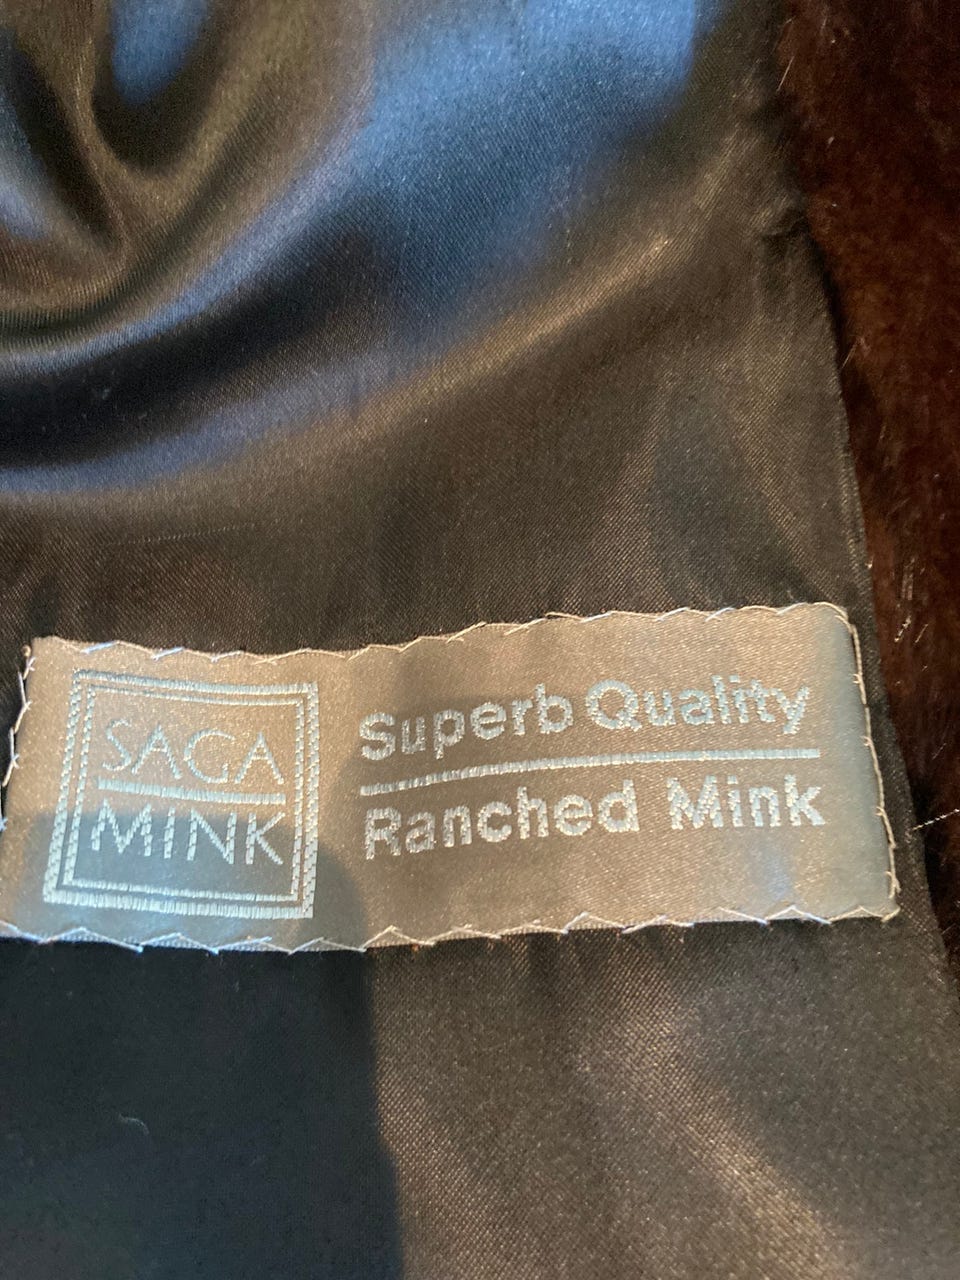 SAGA
MINK
Superb Quality
Ranched Mink